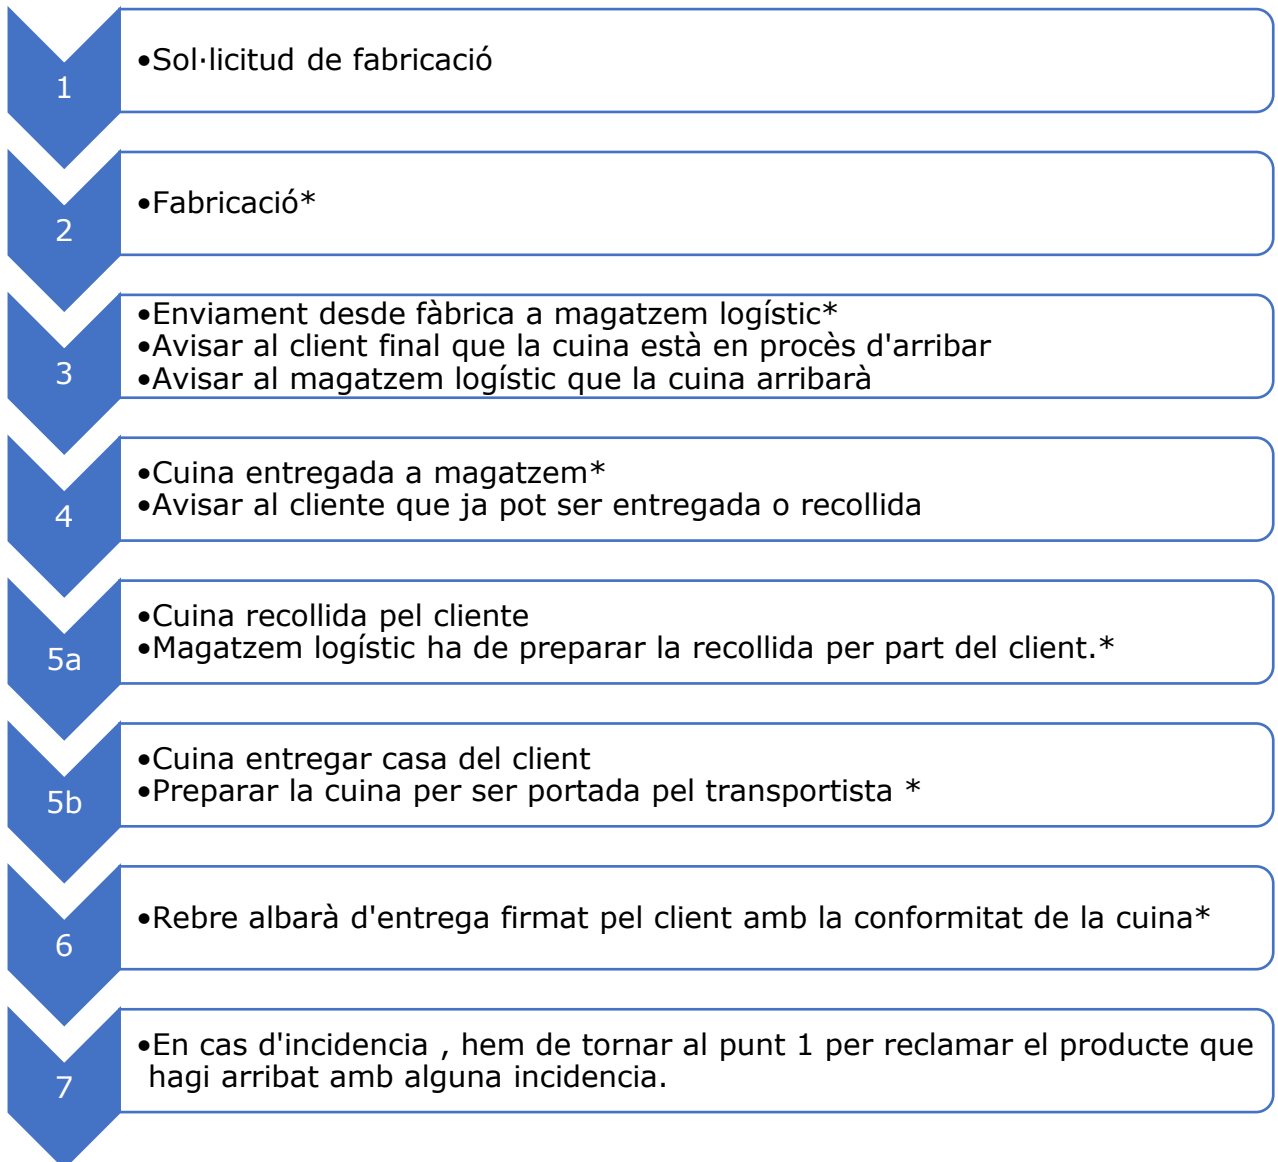 1
•Sol·licitud de fabricació
2
•Fabricació*
3
•Enviament desde fàbrica a magatzem logístic*
•Avisar al client final que la cuina està en procès d'arribar
•Avisar al magatzem logístic que la cuina arribarà
4
•Cuina entregada a magatzem*
•Avisar al cliente que ja pot ser entregada o recollida
5a
•Cuina recollida pel cliente
•Magatzem logístic ha de preparar la recollida per part del client.*
5b
•Cuina entregar casa del client
•Preparar la cuina per ser portada pel transportista *
6
•Rebre albarà d'entrega firmat pel client amb la conformitat de la cuina*
7
•En cas d'incidencia , hem de tornar al punt 1 per reclamar el producte que
hagi arribat amb alguna incidencia.